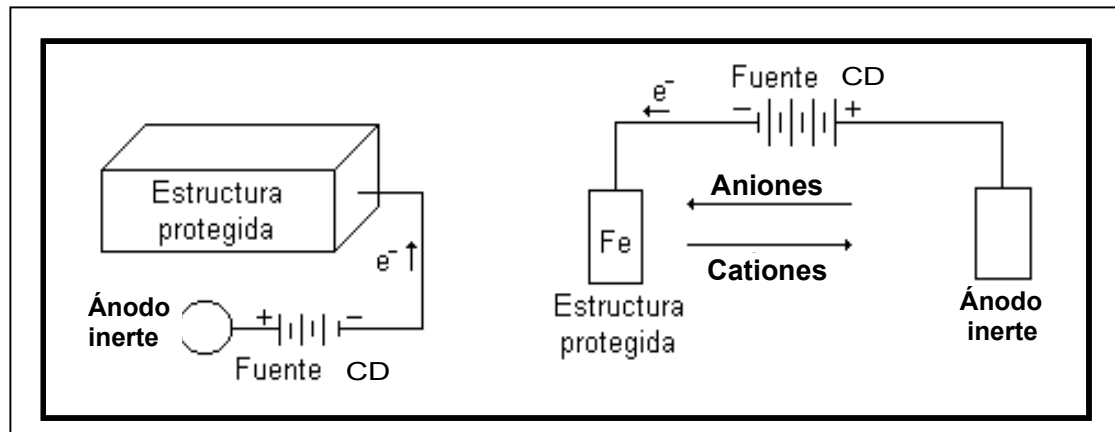 Estructura
protegida
e⁻
Ánodo
inerte
+ −
Fuente CD
Fuente CD
e⁻
− +
Aniones
Fe
Cationes
Estructura
protegida
Ánodo
inerte